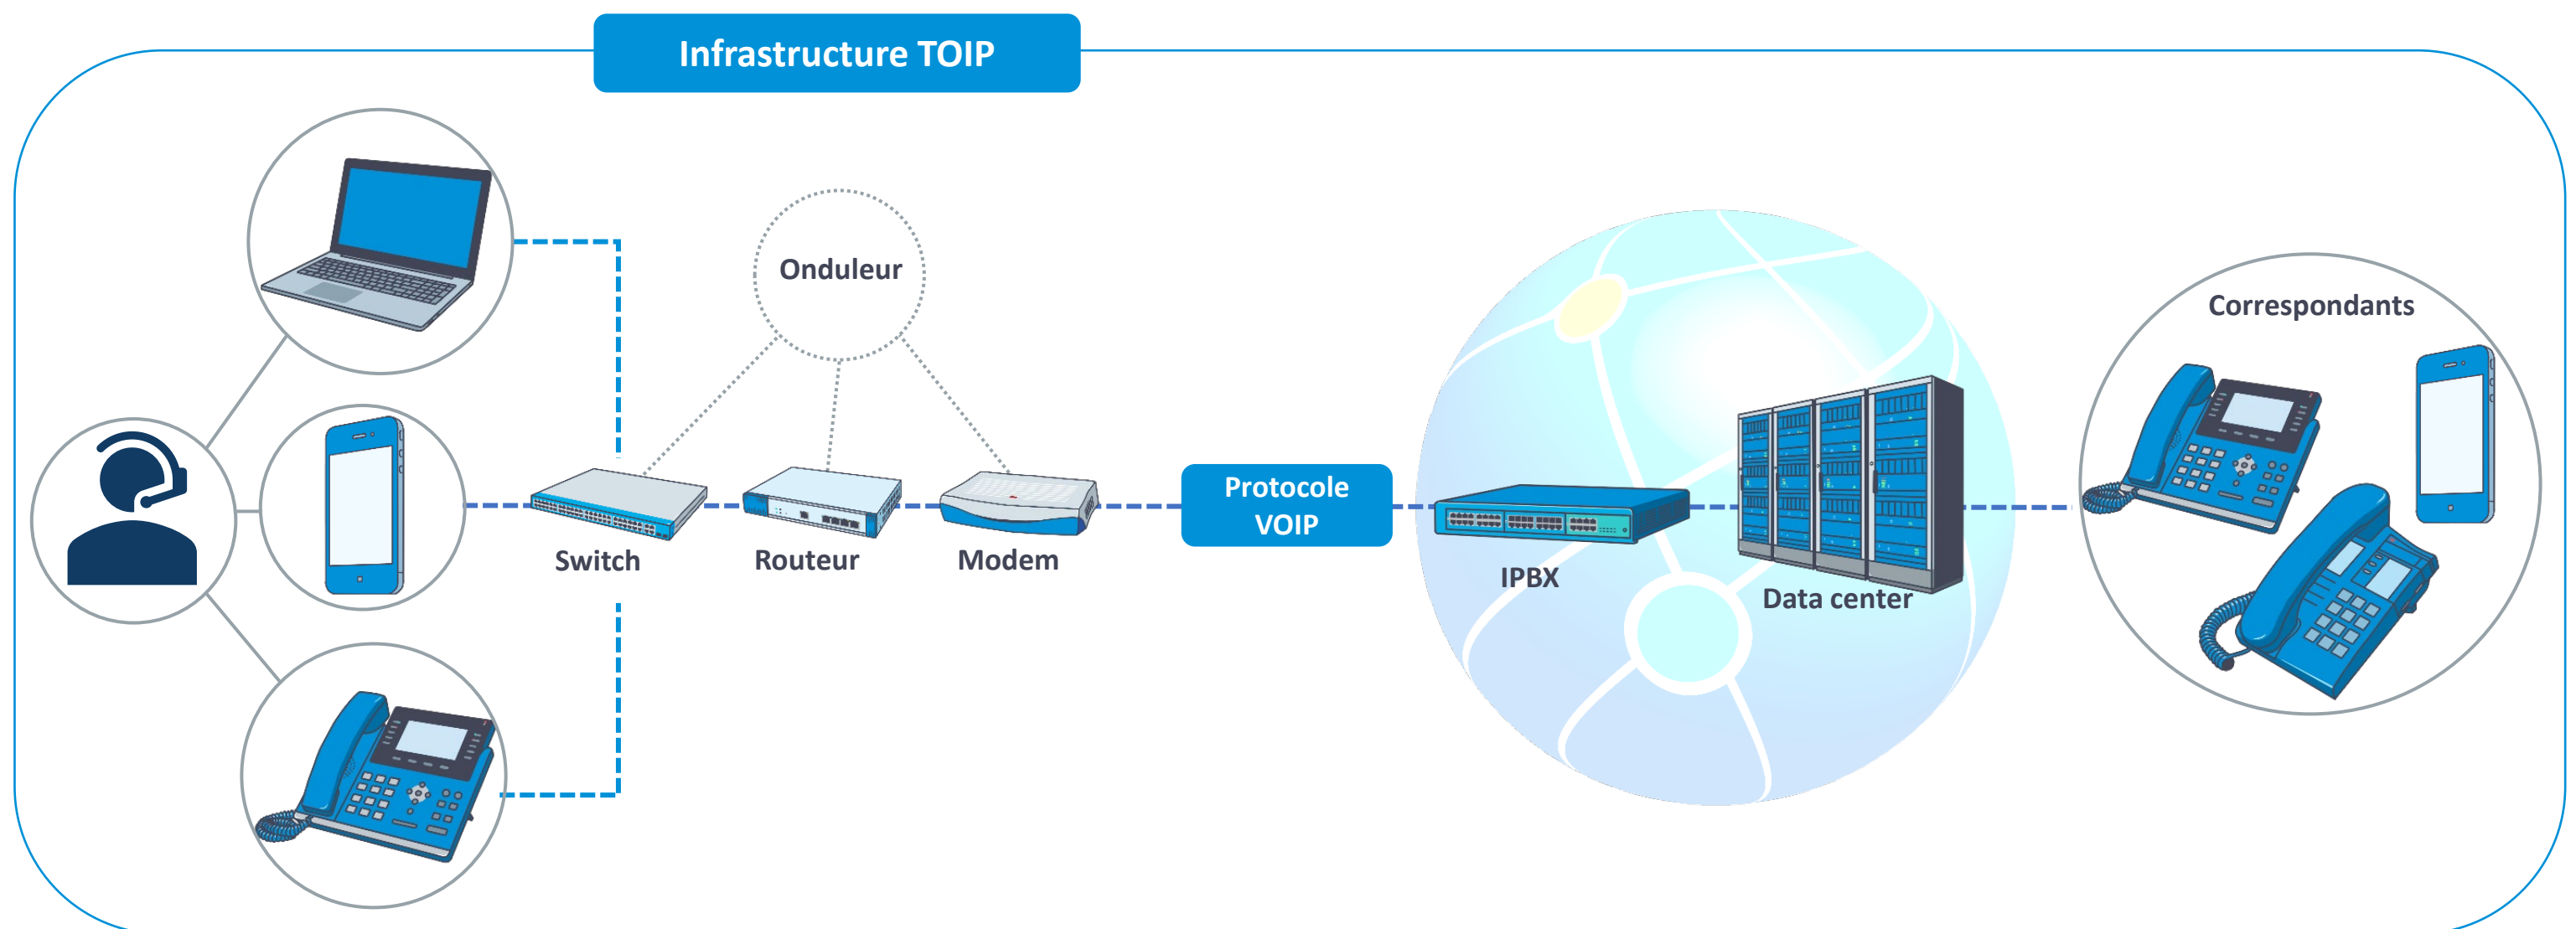 Infrastructure TOIP
Onduleur
Correspondants
Protocole
VOIP
Switch
Routeur
Modem
IPBX
Data center